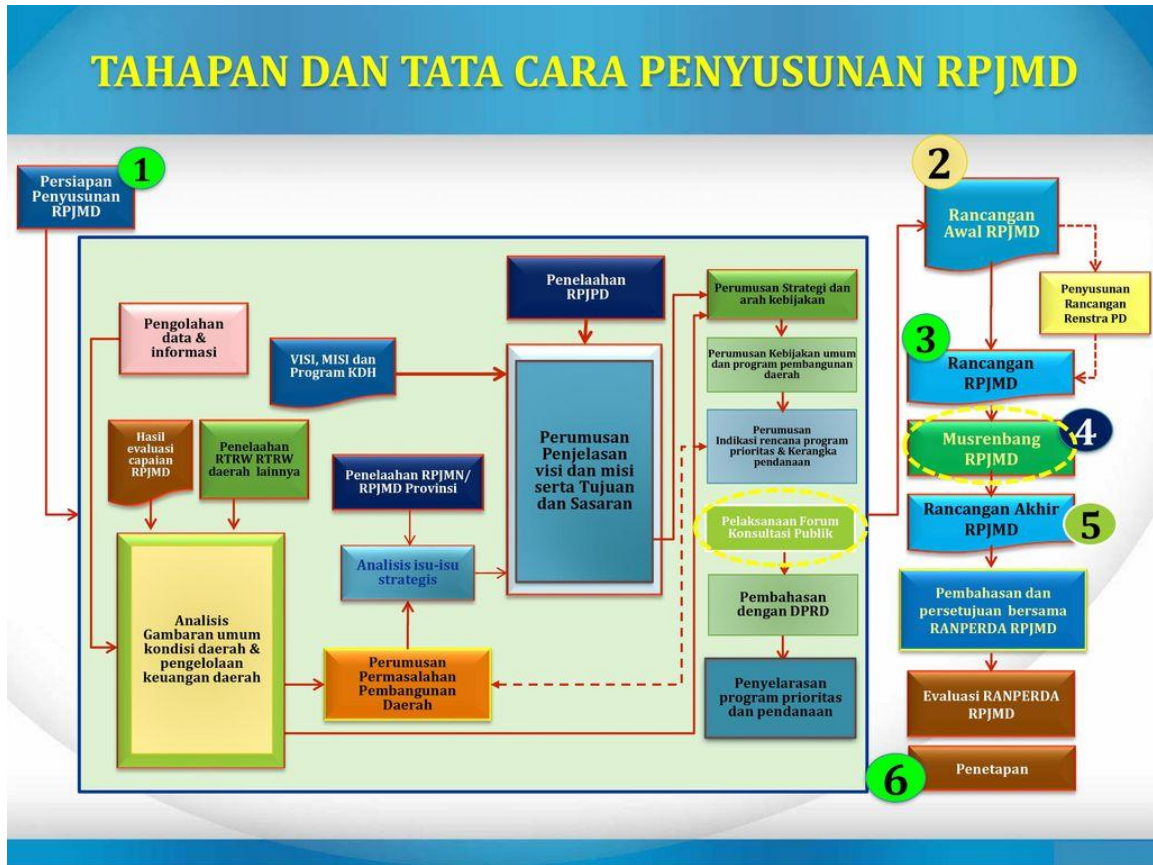 TAHAPAN DAN TATA CARA PENYUSUNAN RPJMD
1
Persiapan
Penyusunan
RPJMD
Pengolahan
data &
informasi
VISI, MISI dan
Program KDH
Penelaahan
RPJPD
Hasil
evaluasi
capaian
RPJMD
Penelaahan
RTRW RTRW
daerah lainnya
Penelaahan RPJMN/
RPJMD Provinsi
Analisis isu-isu
strategis
Perumusan
Penjelasan
visi dan misi
serta Tujuan
dan Sasaran
Analisis
Gambaran umum
kondisi daerah &
pengelolaan
keuangan daerah
Perumusan
Permasalahan
Pembangunan
Daerah
Perumusan Strategi dan
arah kebijakan
Perumusan Kebijakan umum
dan program pembangunan
daerah
Perumusan
Indikasi rencana program
prioritas & Kerangka
pendanaan
Pelaksanaan Forum
Konsultasi Publik
Pembahasan
dengan DPRD
Penyelarasan
program prioritas
dan pendanaan
2
Rancangan
Awal RPJMD
Penyusunan
Rancangan
Renstra PD
3
Rancangan
RPJMD
4
Musrenbang
RPJMD
Rancangan Akhir
RPJMD
5
Pembahasan dan
persetujuan bersama
RANPERDA RPJMD
Evaluasi RANPERDA
RPJMD
6
Penetapan